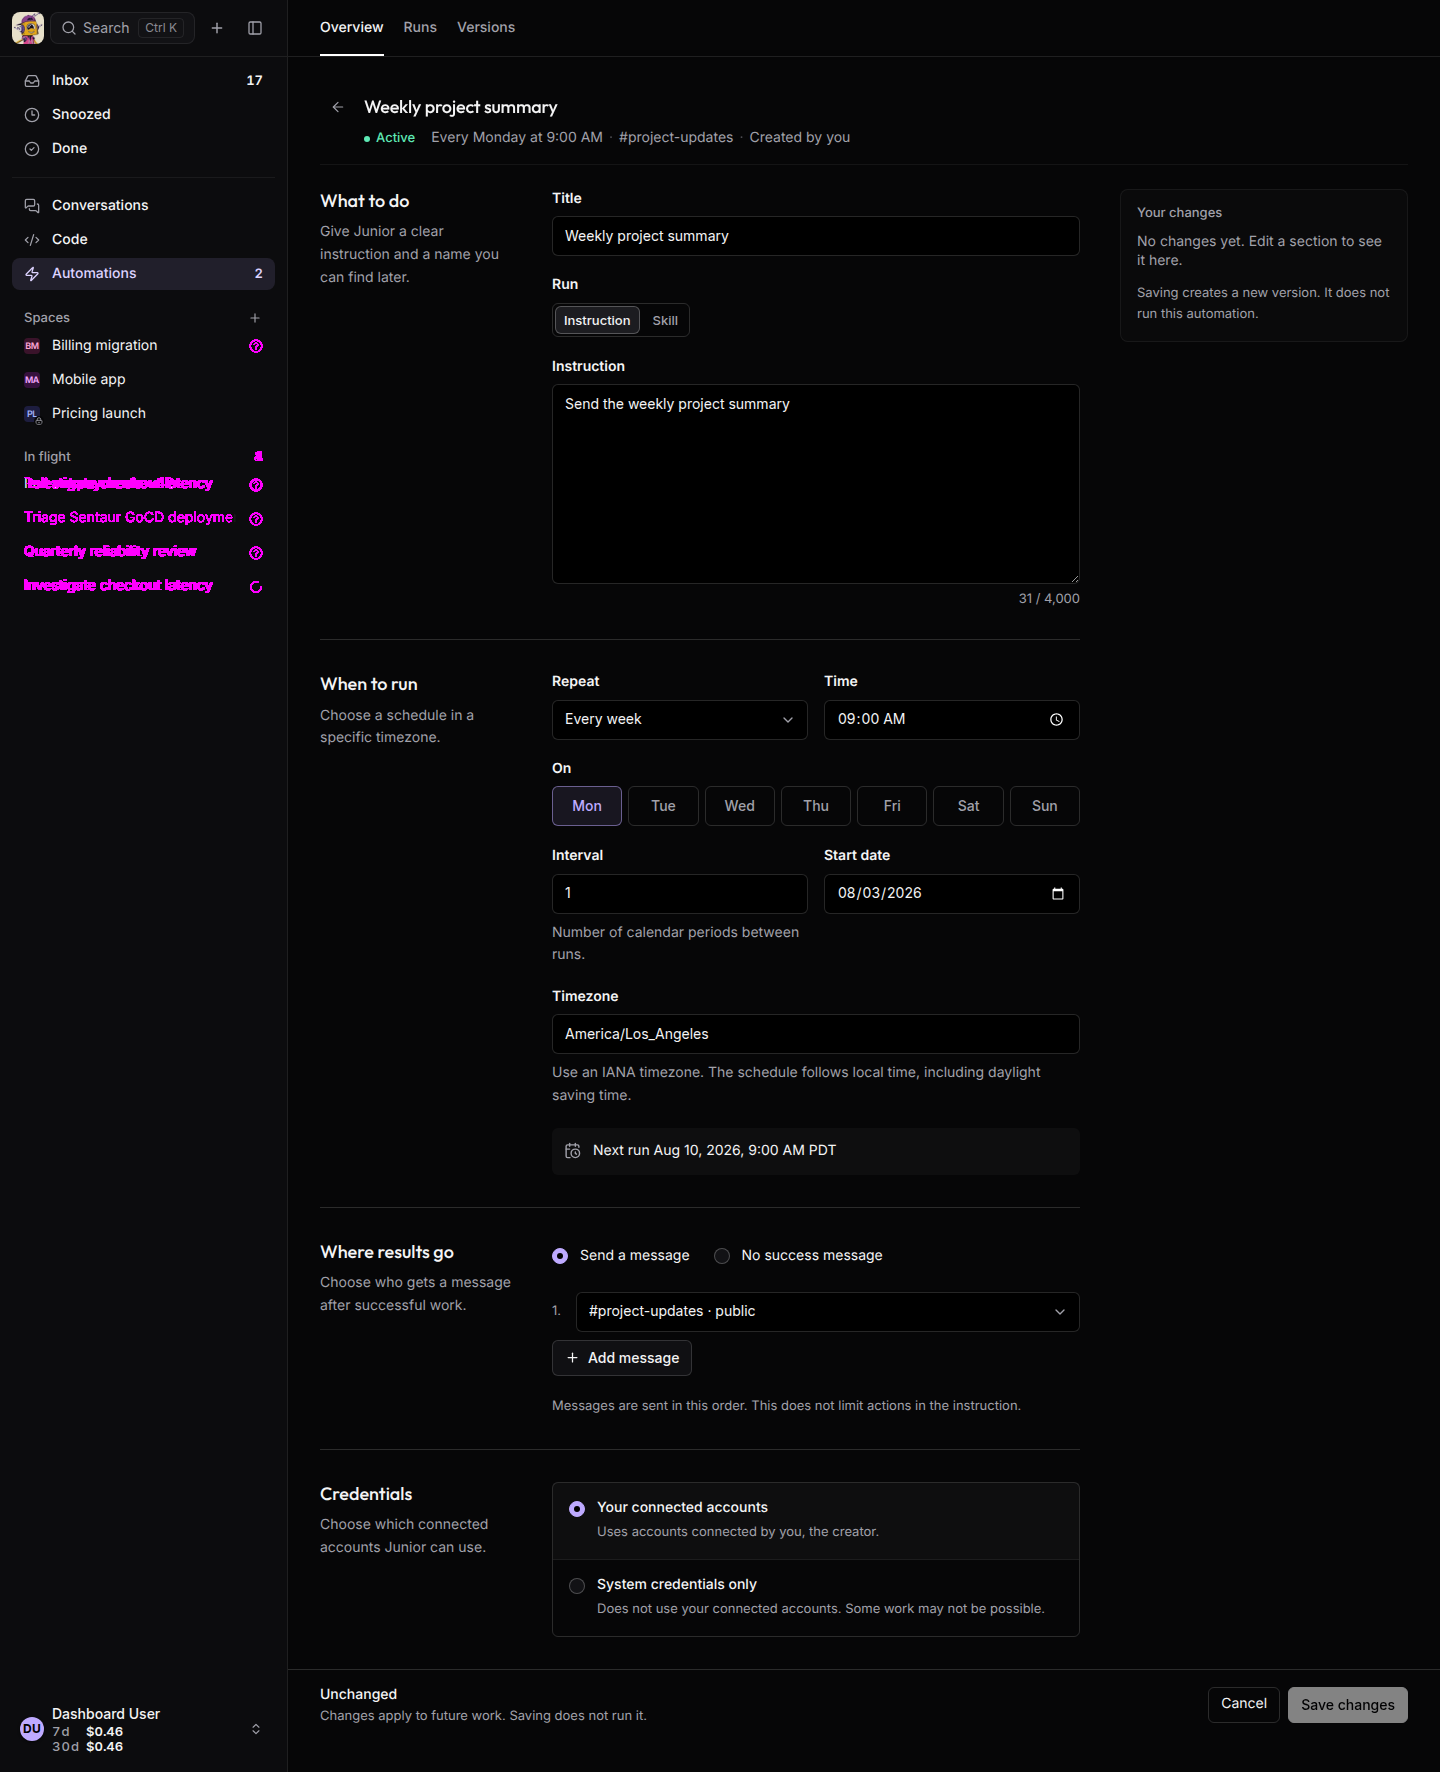 Search Ctrl K
Inbox 17
Snoozed
Done
Conversations
Code
Automations 2
Spaces
BM Billing migration
MA Mobile app
PL Pricing launch
In flight
latency
Triage Sentaur GoCD deployme
Quarterly reliability review
Investigate checkout latency
DU
Dashboard User
7d $0.46
30d $0.46
Overview Runs Versions
Weekly project summary
Active Every Monday at 9:00 AM · #project-updates · Created by you
What to do
Give Junior a clear
instruction and a name you
can find later.
Title
Weekly project summary
Run
Instruction Skill
Instruction
Send the weekly project summary
31 / 4,000
Your changes
No changes yet. Edit a section to see
it here.
Saving creates a new version. It does not
run this automation.
When to run
Choose a schedule in a
specific timezone.
Repeat Time
Every week 09:00 AM
On
Mon Tue Wed Thu Fri Sat Sun
Interval Start date
1 08/03/2026
Number of calendar periods between
runs.
Timezone
America/Los_Angeles
Use an IANA timezone. The schedule follows local time, including daylight
saving time.
Next run Aug 10, 2026, 9:00 AM PDT
Where results go
Choose who gets a message
after successful work.
Send a message No success message
1. #project-updates · public
Add message
Messages are sent in this order. This does not limit actions in the instruction.
Credentials
Choose which connected
accounts Junior can use.
Your connected accounts
Uses accounts connected by you, the creator.
System credentials only
Does not use your connected accounts. Some work may not be possible.
Unchanged
Changes apply to future work. Saving does not run it.
Cancel Save changes